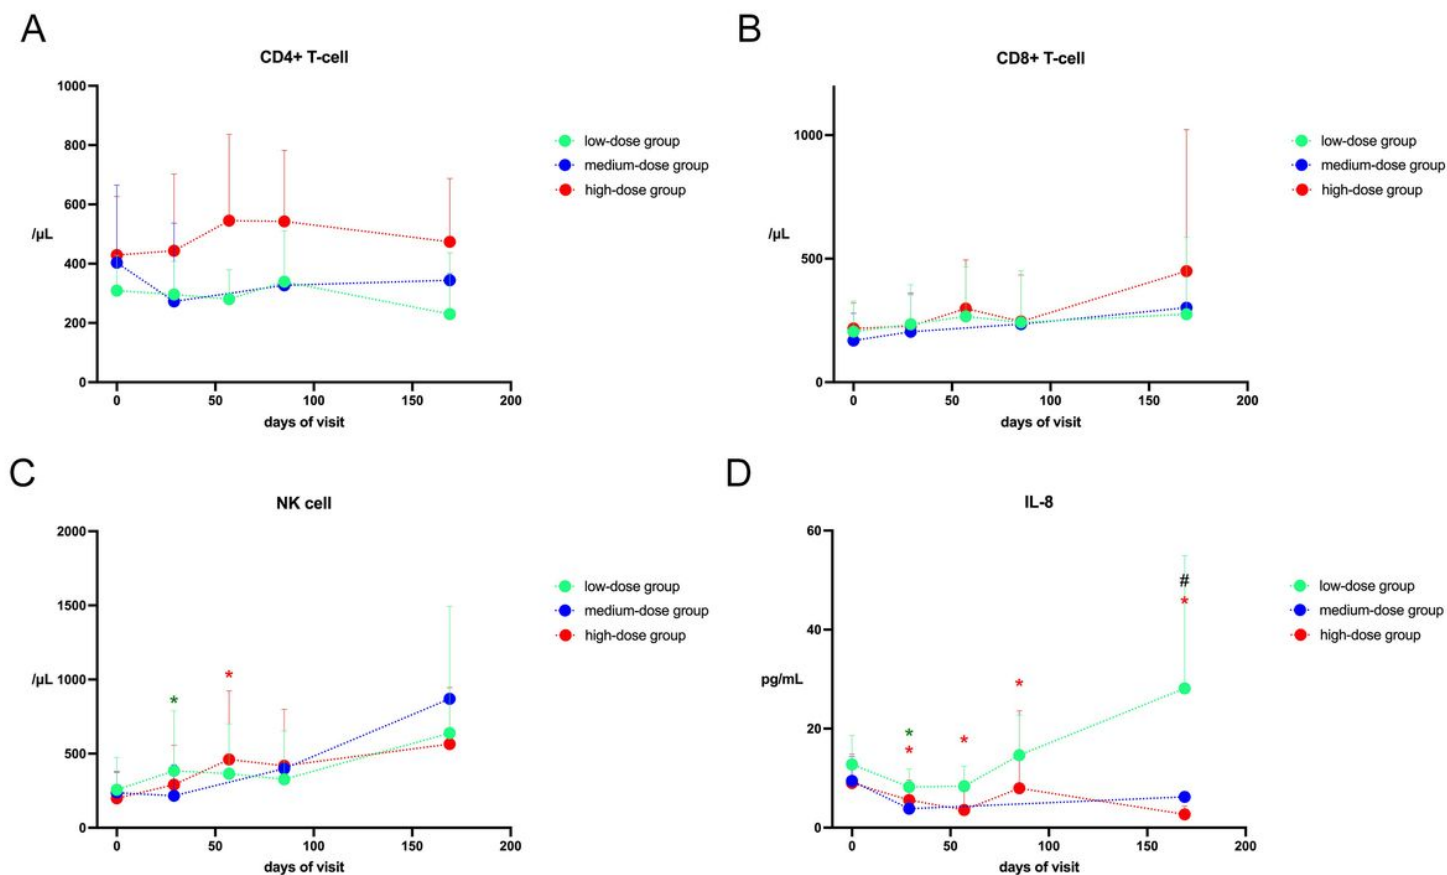 A
CD4+ T-cell
1000
800
600
400
200
0
/µL
0 50 100 150 200
days of visit
low-dose group
medium-dose group
high-dose group
B
CD8+ T-cell
1000
500
0
/µL
0 50 100 150 200
days of visit
low-dose group
medium-dose group
high-dose group
C
NK cell
2000
1500
/µL 1000
500
0
*
*
0 50 100 150 200
days of visit
low-dose group
medium-dose group
high-dose group
D
IL-8
60
40
20
0
pg/mL
#
*
*
*
*
*
0 50 100 150 200
days of visit
low-dose group
medium-dose group
high-dose group